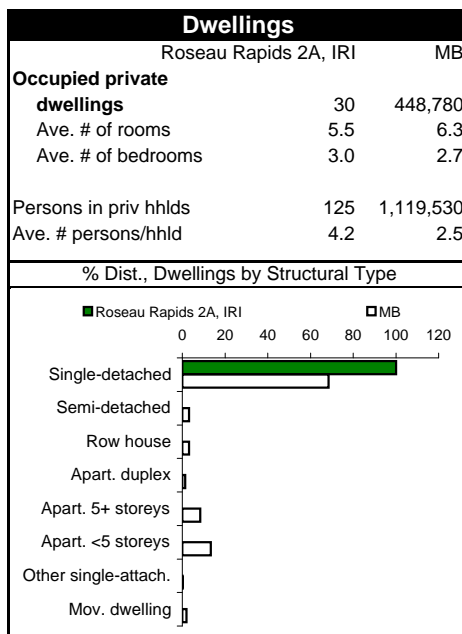 Dwellings
Roseau Rapids 2A, IRI MB
Occupied private
dwellings 30 448,780
Ave. # of rooms 5.5 6.3
Ave. # of bedrooms 3.0 2.7
Persons in priv hhlds 125 1,119,530
Ave. # persons/hhld 4.2 2.5
% Dist., Dwellings by Structural Type
Roseau Rapids 2A, IRI MB
0 20 40 60 80 100 120
Single-detached
Semi-detached
Row house
Apart. duplex
Apart. 5+ storeys
Apart. <5 storeys
Other single-attach.
Mov. dwelling